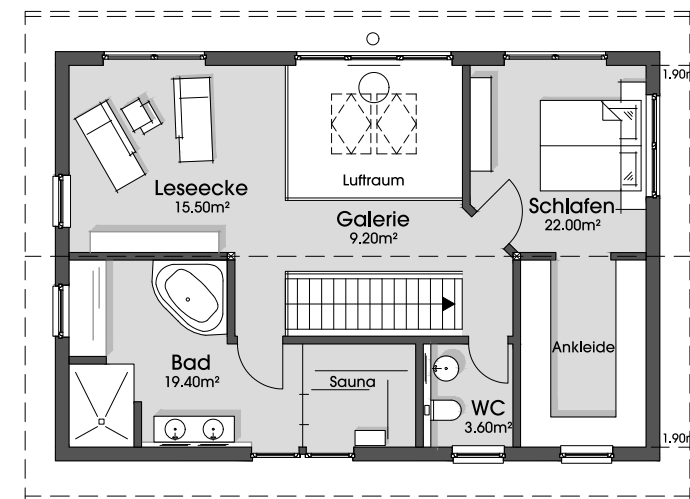 1.90m
Luftraum
Leseecke
15.50m²
Galerie
9.20m²
Schlafen
22.00m²
Ankleide
Bad
19.40m²
Sauna
WC
3.60m²
1.90m